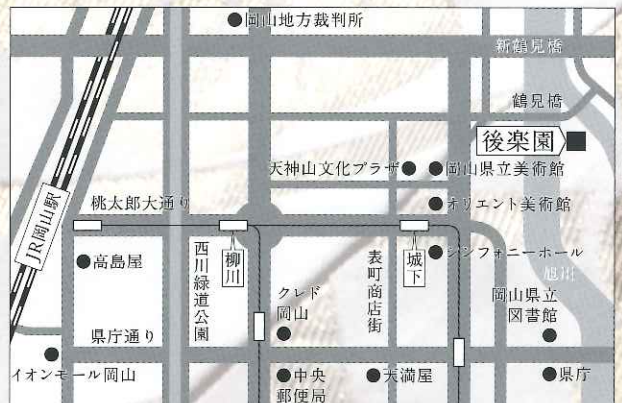 岡山地方裁判所
新鶴見橋
鶴見橋
後楽園
天神山文化プラザ
岡山県立美術館
桃太郎大通り
オリエント美術館
JR岡山駅
高島屋
西川緑道公園
柳川
表町商店街
城下
シンフォニーホール
旭川
クレド
岡山
岡山県立
図書館
県庁通り
イオンモール岡山
中央
郵便局
天満屋
県庁